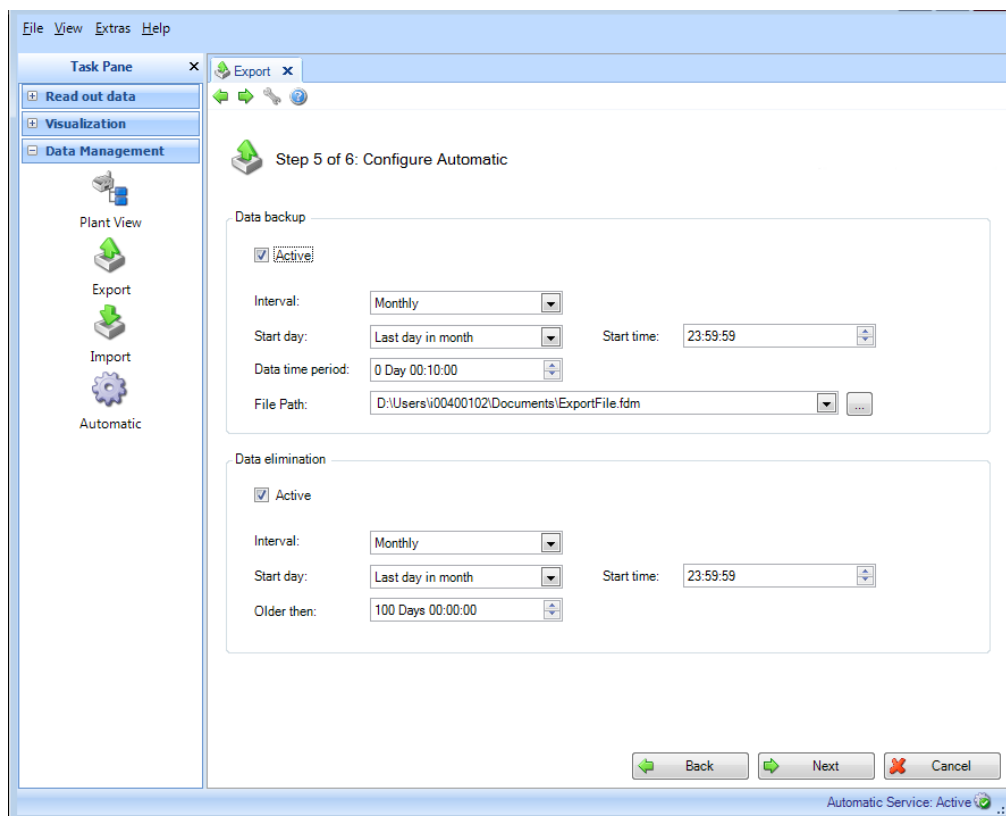 File View Extras Help
Task Pane x
Export x
Read out data
Visualization
Data Management
Plant View
Export
Import
Automatic
Step 5 of 6: Configure Automatic
Data backup
Active
Interval: Monthly
Start day: Last day in month Start time: 23:59:59
Data time period: 0 Day 00:10:00
File Path: D:\Users\i00400102\Documents\ExportFile.fdm ...
Data elimination
Active
Interval: Monthly
Start day: Last day in month Start time: 23:59:59
Older then: 100 Days 00:00:00
Back Next Cancel
Automatic Service: Active